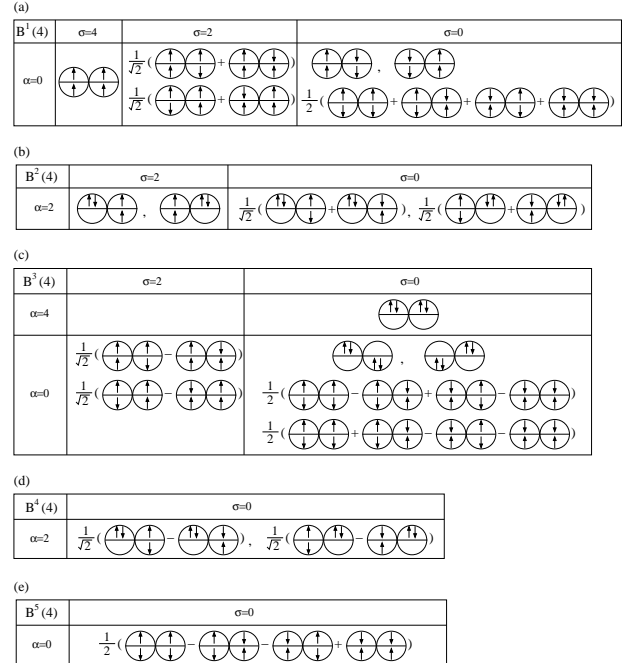 (a)
B¹(4) σ=4 σ=2 σ=0
α=0
1/√2 ( + )
1/√2 ( + )
,
1/2 ( + + + )
(b)
B²(4) σ=2 σ=0
α=2 , 1/√2 ( + ), 1/√2 ( + )
(c)
B³(4) σ=2 σ=0
α=4
α=0
1/√2 ( − ) ,
1/√2 ( − ) 1/2 ( − + − )
1/2 ( + − − )
(d)
B⁴(4) σ=0
α=2 1/√2 ( − ), 1/√2 ( − )
(e)
B⁵(4) σ=0
α=0 1/2 ( − − + )